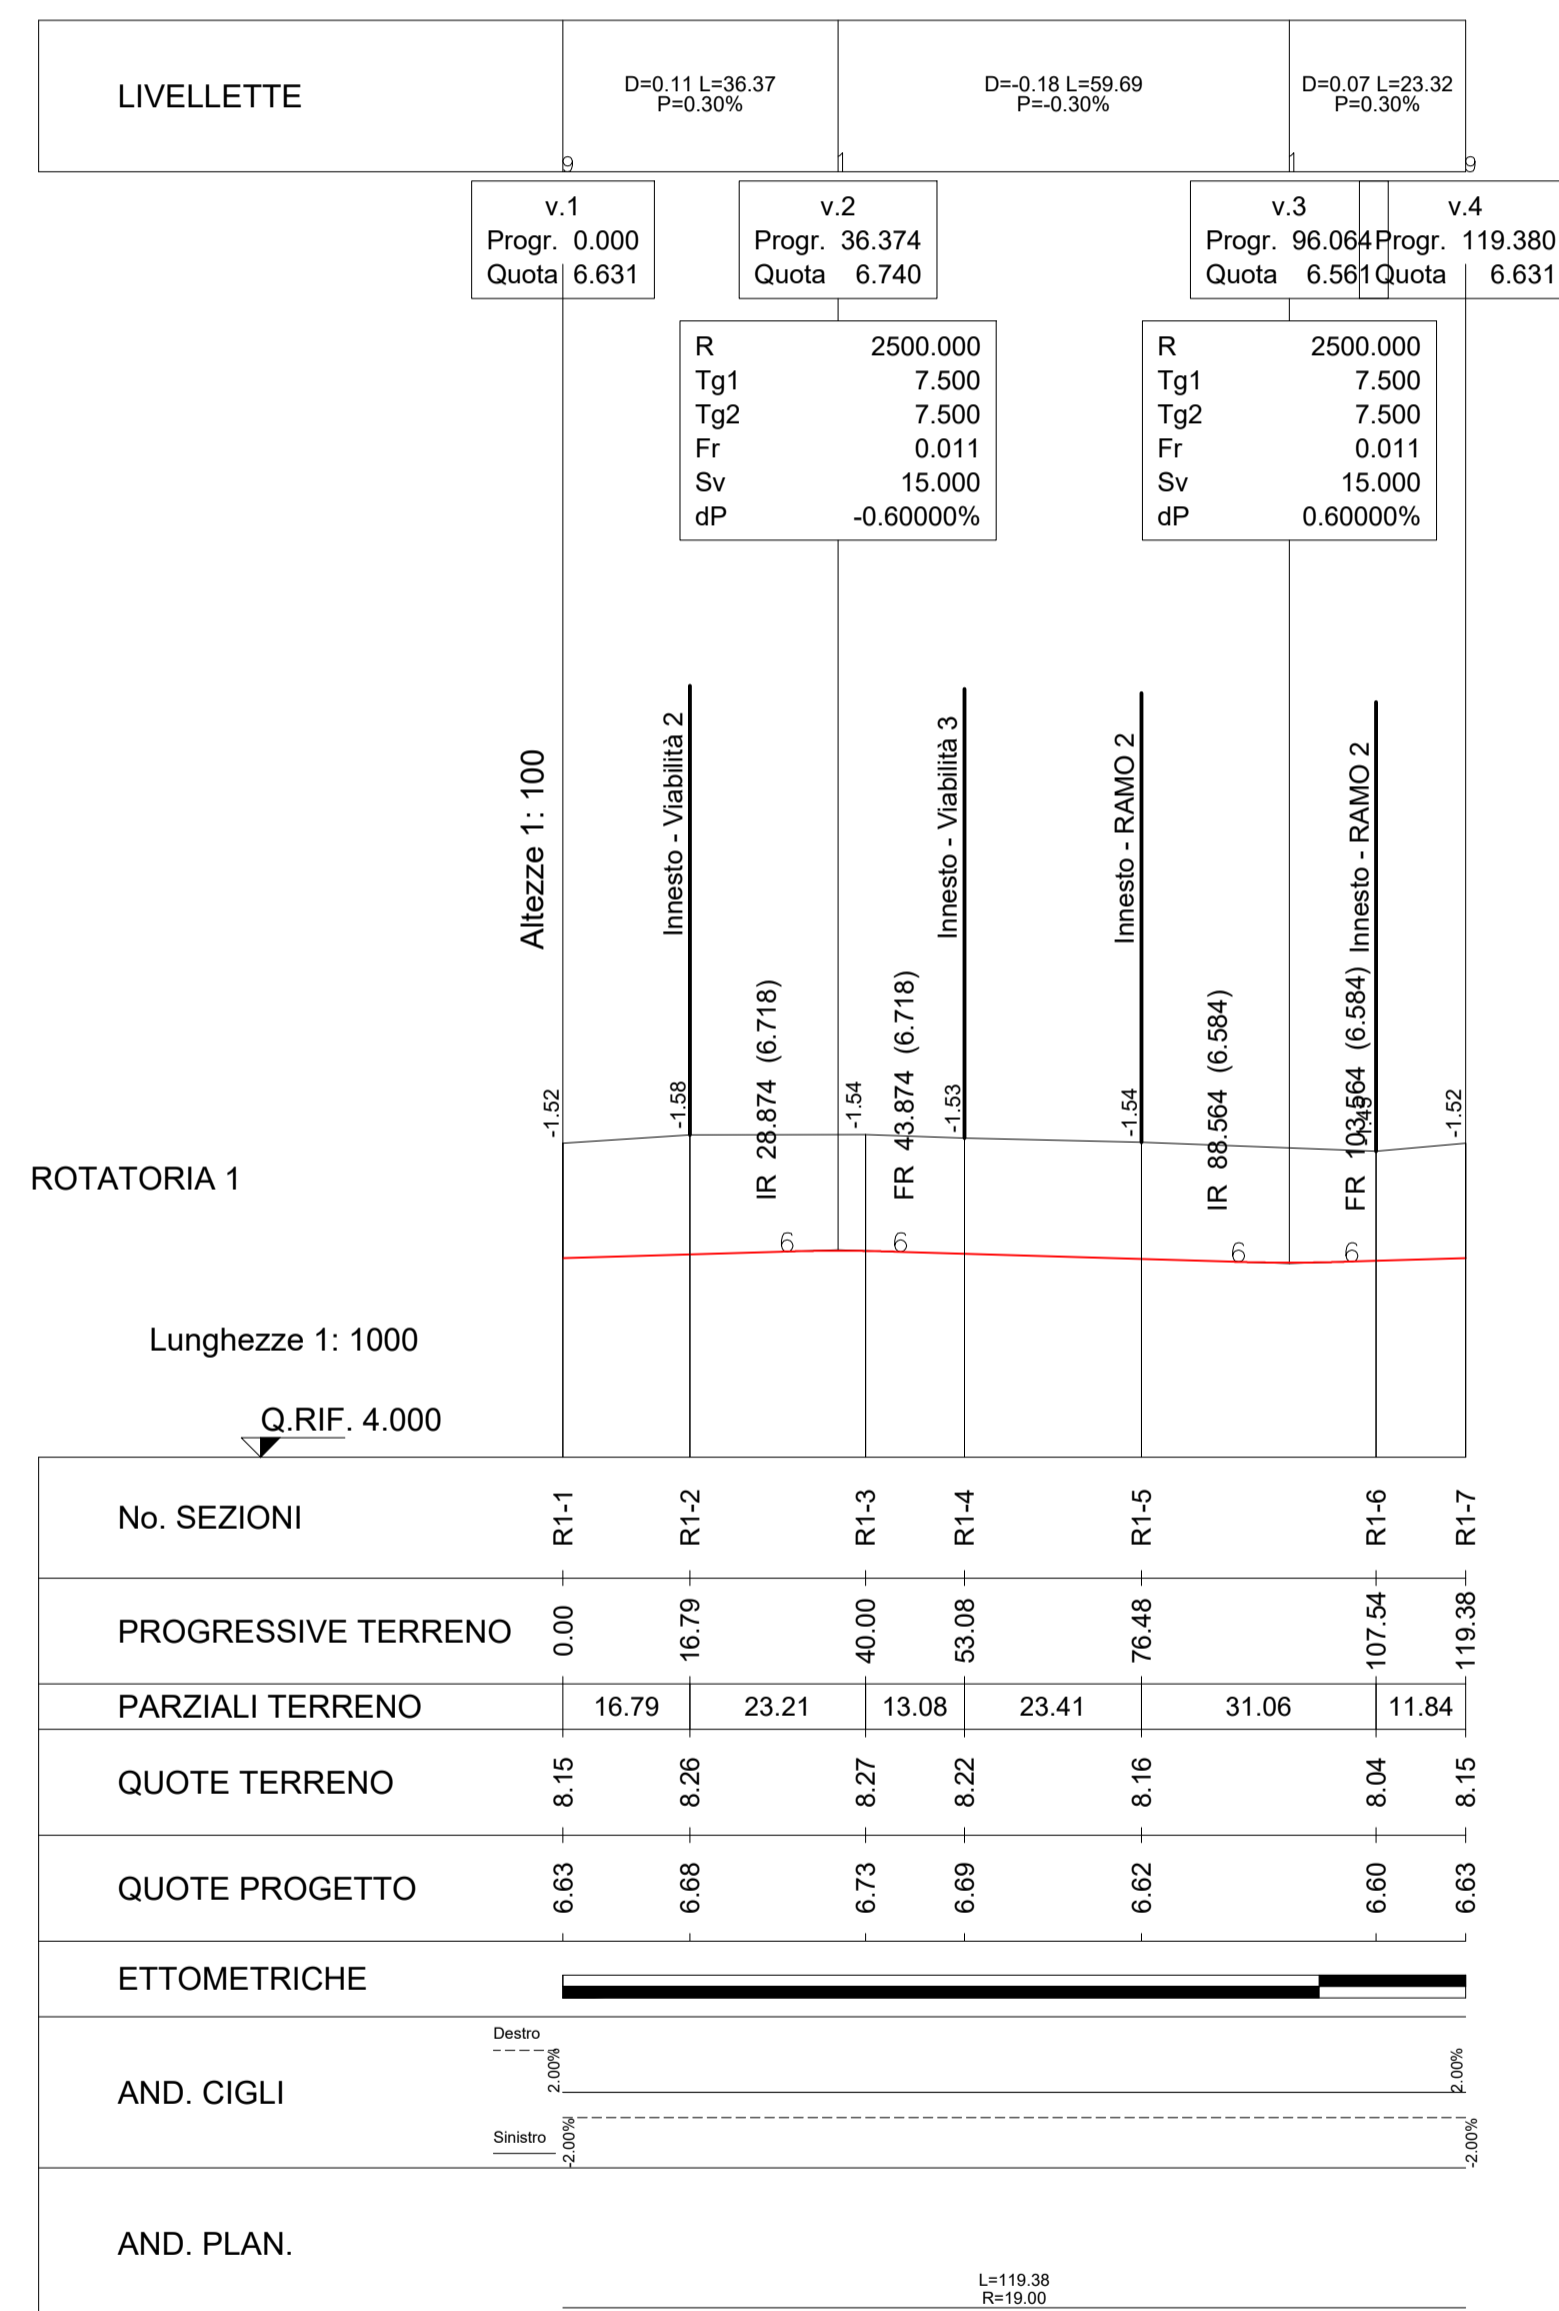 LIVELLETTE
D=0.11 L=36.37
P=0.30%
D=-0.18 L=59.69
P=-0.30%
D=0.07 L=23.32
P=0.30%
9
1
1
9
v.1
Progr. 0.000
Quota 6.631
v.2
Progr. 36.374
Quota 6.740
v.3
Progr. 96.064
Quota 6.561
v.4
Progr. 119.380
Quota 6.631
R 2500.000
Tg1 7.500
Tg2 7.500
Fr 0.011
Sv 15.000
dP -0.60000%
R 2500.000
Tg1 7.500
Tg2 7.500
Fr 0.011
Sv 15.000
dP 0.60000%
Altezze 1: 100
Innesto - Viabilità 2
Innesto - Viabilità 3
Innesto - RAMO 2
Innesto - RAMO 2
-1.52
-1.58
IR 28.874 (6.718)
-1.54
FR 43.874 (6.718)
-1.53
-1.54
IR 88.564 (6.584)
FR 103.564 (6.584)
-1.52
ROTATORIA 1
6
6
6
6
Lunghezze 1: 1000
Q.RIF. 4.000
No. SEZIONI
R1-1
R1-2
R1-3
R1-4
R1-5
R1-6
R1-7
PROGRESSIVE TERRENO
0.00
16.79
40.00
53.08
76.48
107.54
119.38
PARZIALI TERRENO
16.79
23.21
13.08
23.41
31.06
11.84
QUOTE TERRENO
8.15
8.26
8.27
8.22
8.16
8.04
8.15
QUOTE PROGETTO
6.63
6.68
6.73
6.69
6.62
6.60
6.63
ETTOMETRICHE
AND. CIGLI
Destro
2.00%
2.00%
Sinistro
-2.00%
-2.00%
AND. PLAN.
L=119.38
R=19.00